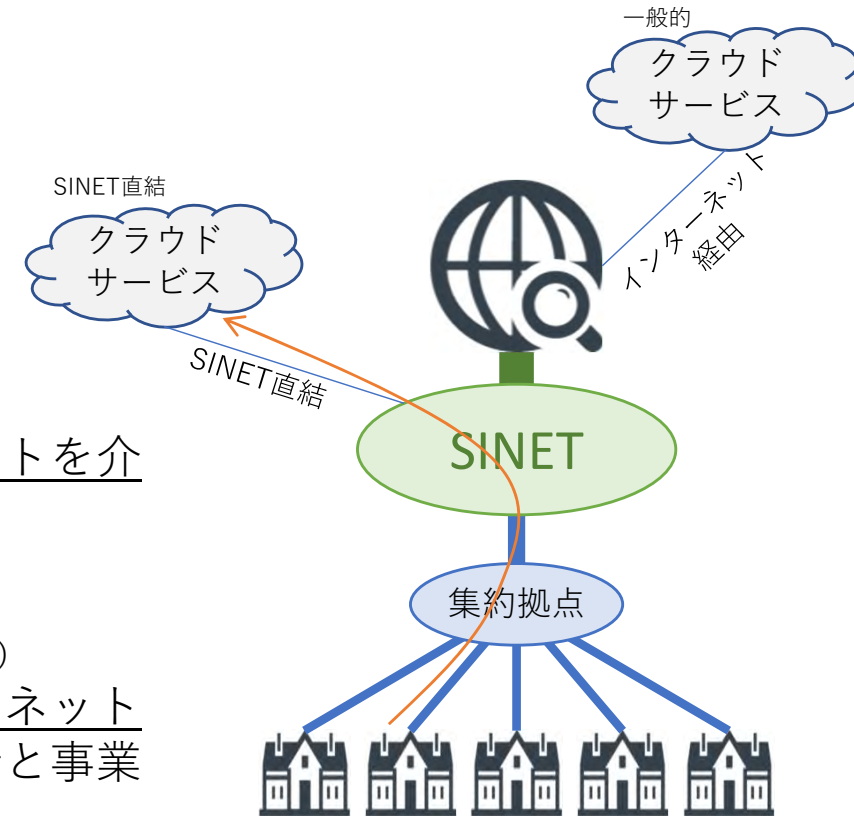 一般的
クラウド
サービス
インターネット
経由
SINET直結
クラウド
サービス
SINET直結
SINET
トを介
集約拠点
）
ネット
と事業